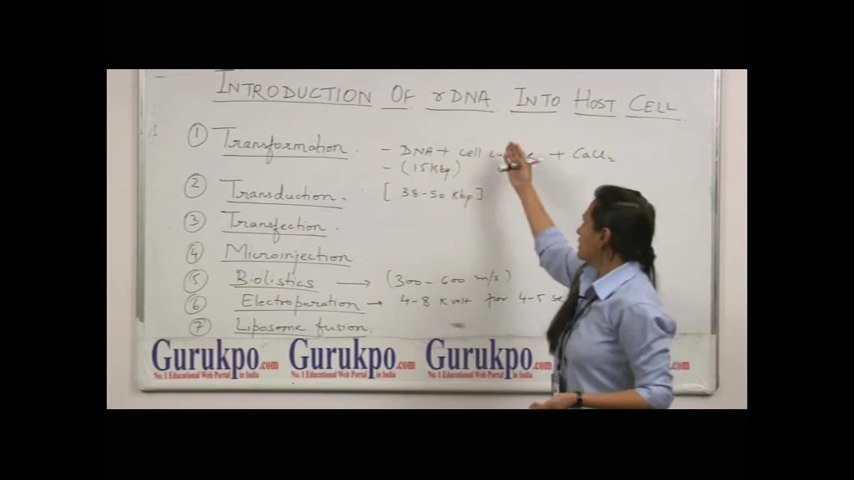 INTRODUCTION OF rDNA INTO HOST CELL
① Transformation. - DNA + cell + CaCl2
- (15 Kbp)
② Transduction. [38-50 Kbp]
③ Transfection.
④ Microinjection
⑤ Biolistics → (300-600 m/s)
⑥ Electroporation → 4-8 Kvolt for 4-5
⑦ Liposome fusion.
Gurukpo.com Gurukpo.com Gurukpo.com .com
No. 1 Educational Web Portal in India No. 1 Educational Web Portal in India No. 1 Educational Web Portal in India